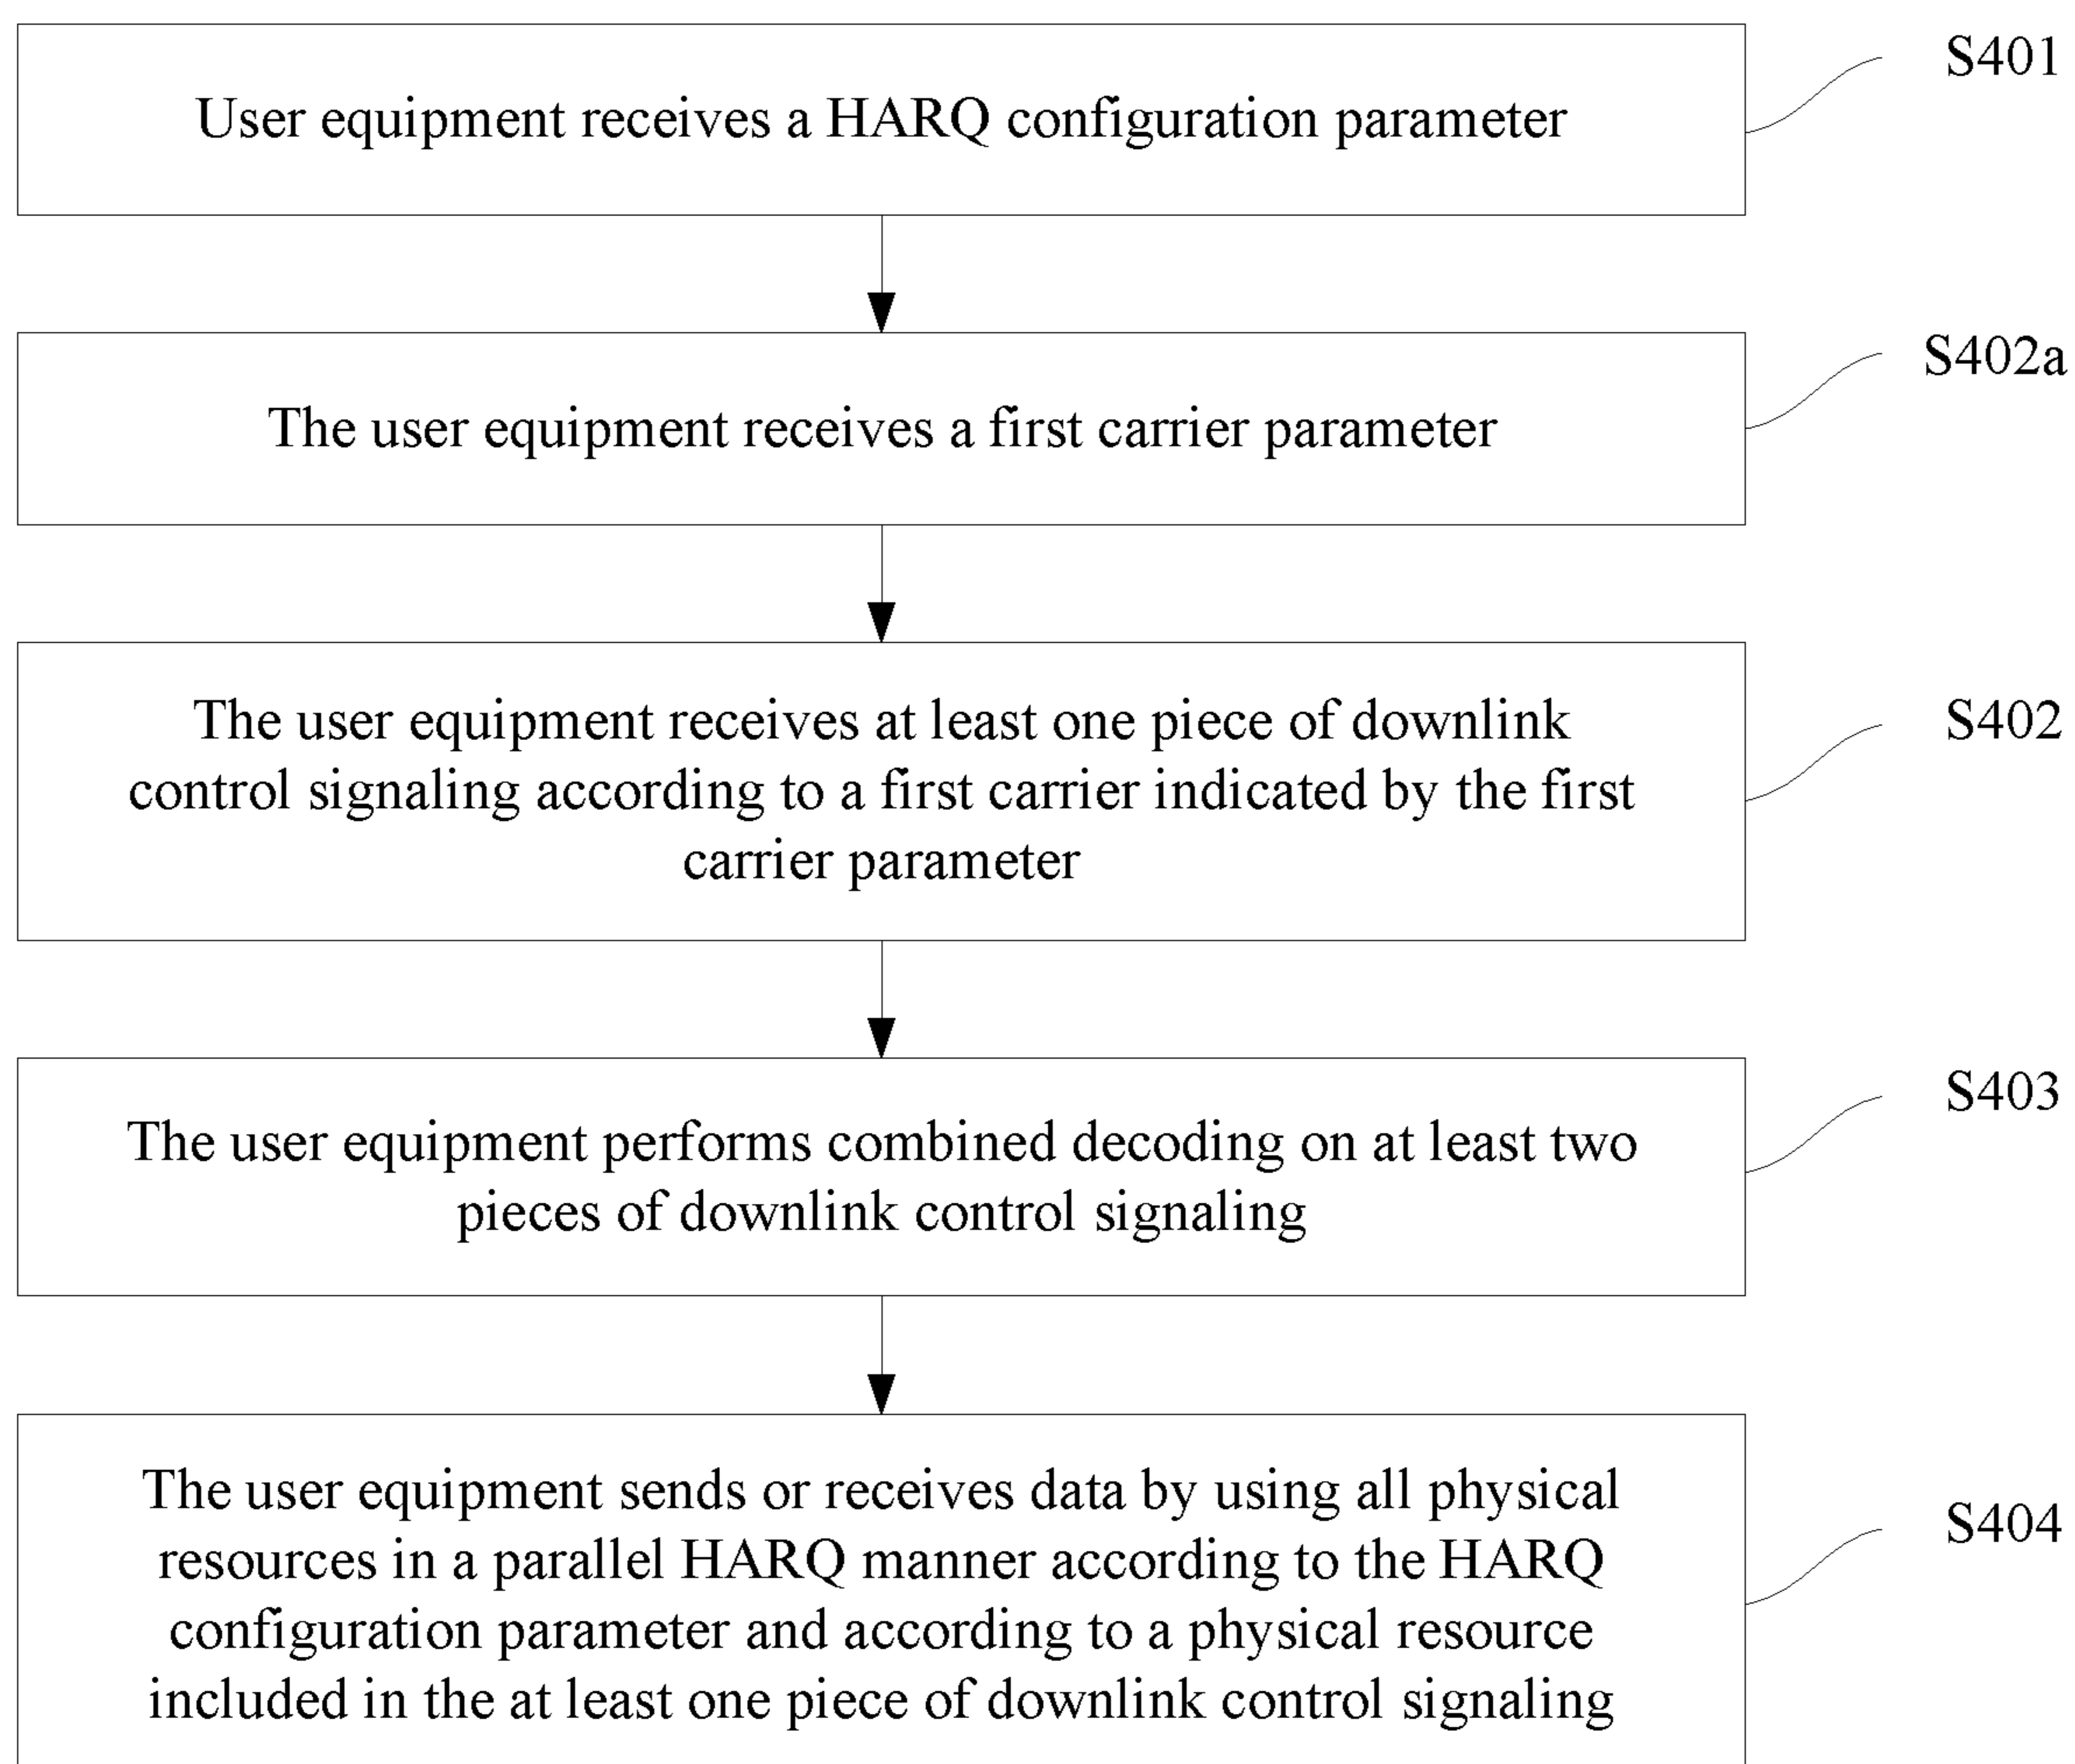 User equipment receives a HARQ configuration parameter
S401
The user equipment receives a first carrier parameter
S402a
The user equipment receives at least one piece of downlink
control signaling according to a first carrier indicated by the first
carrier parameter
S402
The user equipment performs combined decoding on at least two
pieces of downlink control signaling
S403
The user equipment sends or receives data by using all physical
resources in a parallel HARQ manner according to the HARQ
configuration parameter and according to a physical resource
included in the at least one piece of downlink control signaling
S404